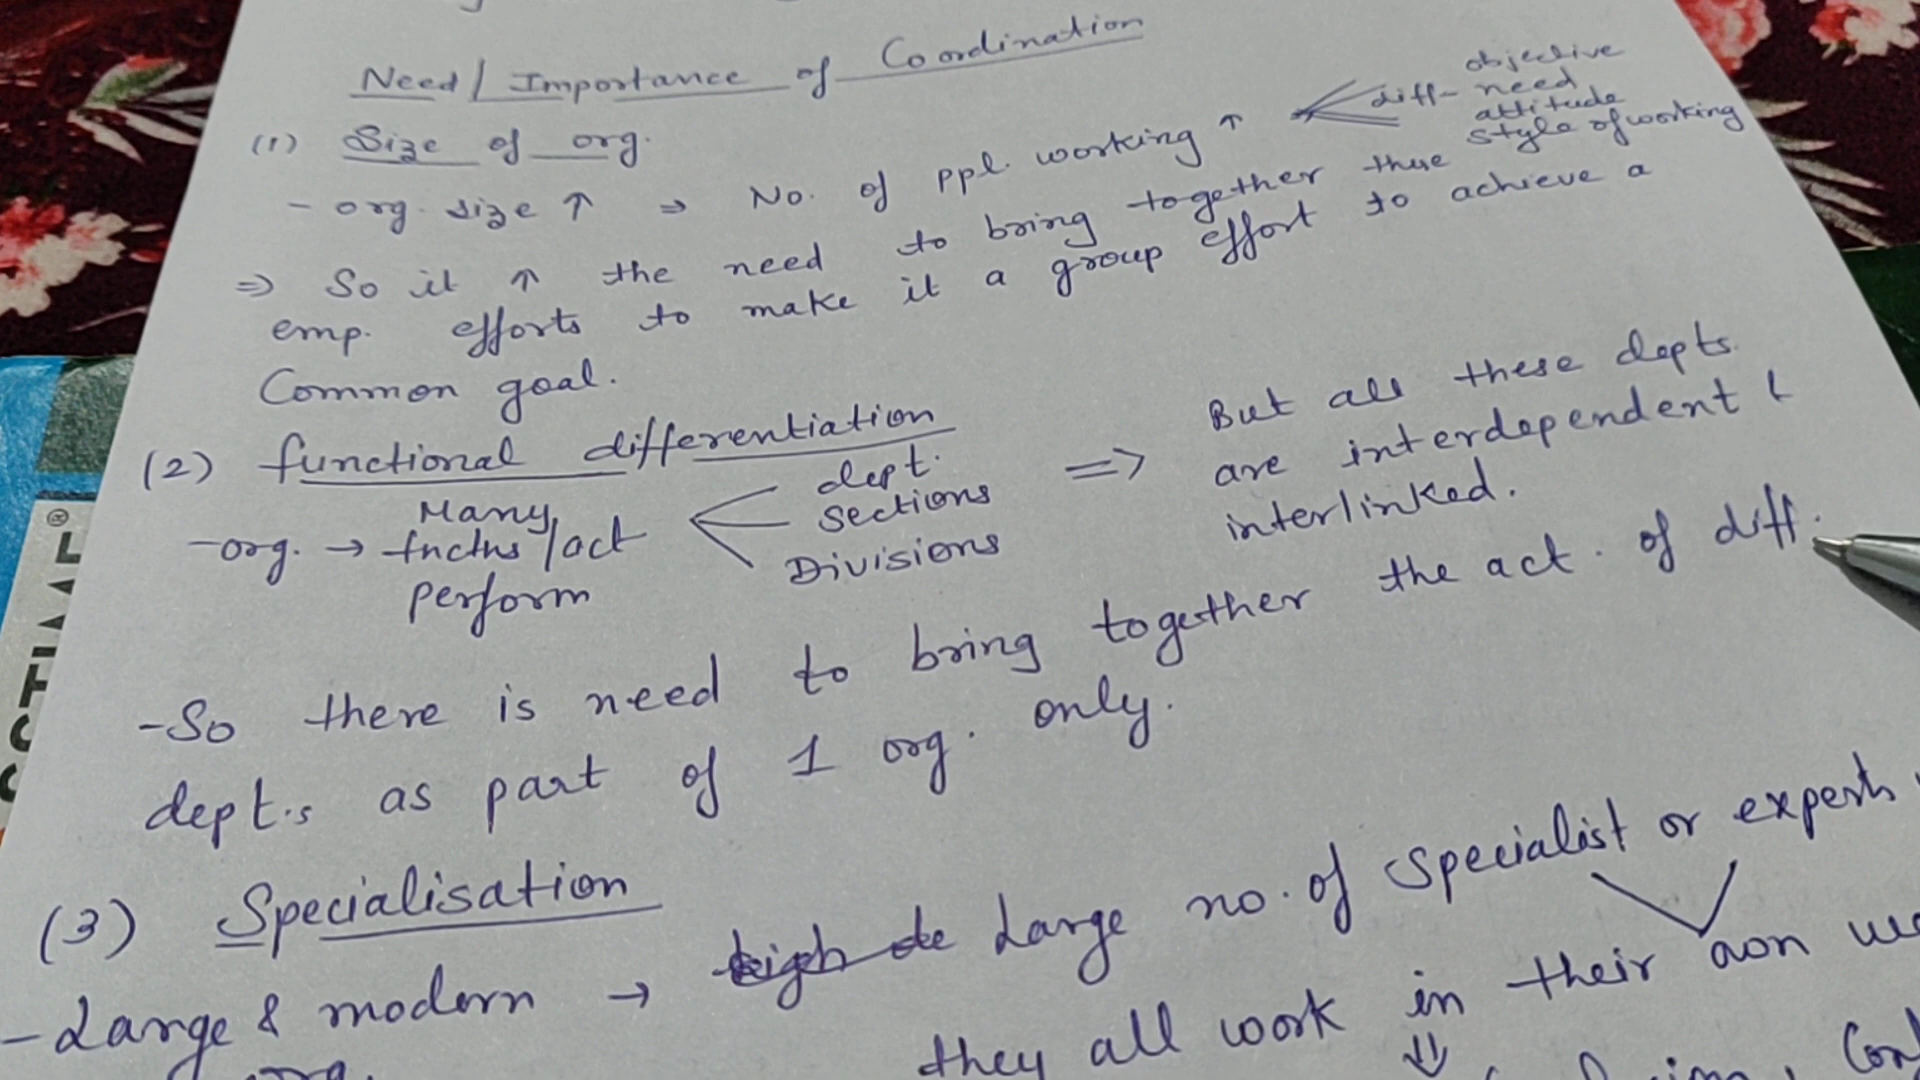 Need/ Importance of Coordination
(1) Size of org.
- org. size ↑ ⇒ No. of ppl. working ↑
diff- objective
need
attitude
style of working
⇒ So it ↑ the need to bring together these
emp. efforts to make it a group effort to achieve a
Common goal.
(2) functional differentiation
-org. → Many fnctns/act perform
dept.
Sections
Divisions
⇒ But all these depts.
are interdependent &
interlinked.
-So there is need to bring together the act. of diff.
dept.s as part of 1 org. only.
(3) Specialisation
- Large & modern → Large no. of specialist or experts
org.
they all work in their own